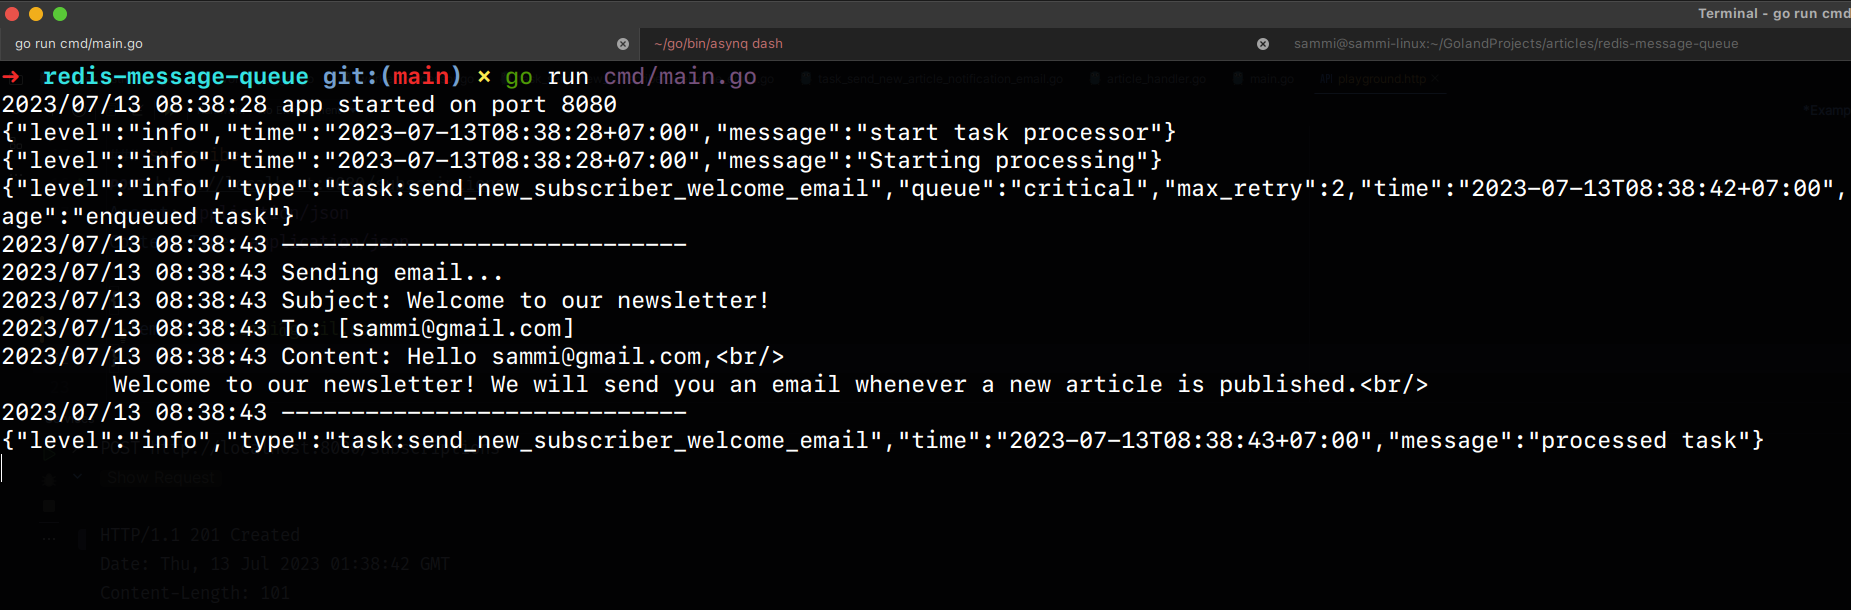 Terminal - go run cmd
go run cmd/main.go
~/go/bin/asynq dash
sammi@sammi-linux:~/GolandProjects/articles/redis-message-queue
➜ redis-message-queue git:(main) × go run cmd/main.go
task_send_new_article_notification_email.go article_handler.go main.go playground.http
2023/07/13 08:38:28 app started on port 8080
{"level":"info","time":"2023-07-13T08:38:28+07:00","message":"start task processor"}
{"level":"info","time":"2023-07-13T08:38:28+07:00","message":"Starting processing"}
{"level":"info","type":"task:send_new_subscriber_welcome_email","queue":"critical","max_retry":2,"time":"2023-07-13T08:38:42+07:00",
age":"enqueued task"}
2023/07/13 08:38:43 -----------------------------
2023/07/13 08:38:43 Sending email...
2023/07/13 08:38:43 Subject: Welcome to our newsletter!
2023/07/13 08:38:43 To: [sammi@gmail.com]
2023/07/13 08:38:43 Content: Hello sammi@gmail.com,<br/>
Welcome to our newsletter! We will send you an email whenever a new article is published.<br/>
2023/07/13 08:38:43 -----------------------------
{"level":"info","type":"task:send_new_subscriber_welcome_email","time":"2023-07-13T08:38:43+07:00","message":"processed task"}
Show Request
HTTP/1.1 201 Created
Date: Thu, 13 Jul 2023 01:38:42 GMT
Content-Length: 101